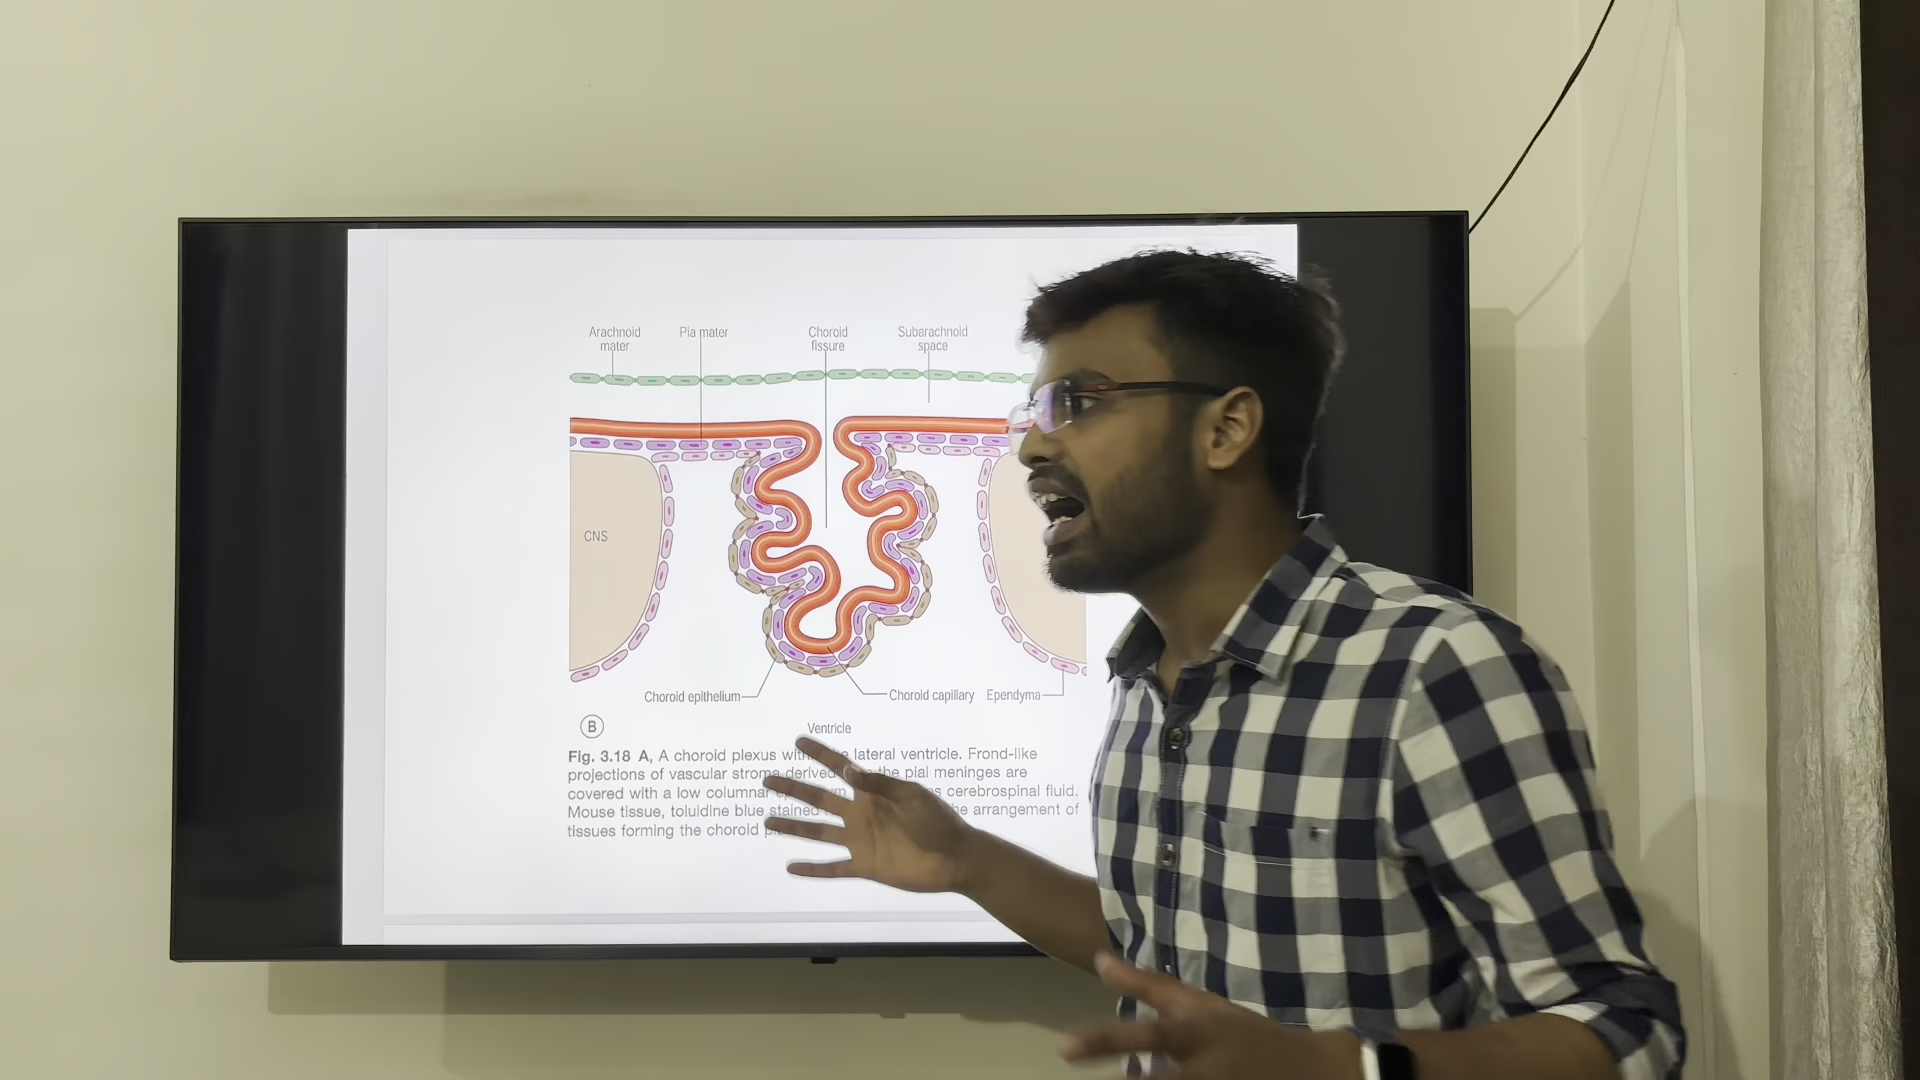 Arachnoid mater
Pia mater
Choroid fissure
Subarachnoid space
CNS
Choroid epithelium
Choroid capillary
Ependyma
B
Ventricle
Fig. 3.18 A, A choroid plexus lateral ventricle. Frond-like
projections of vascular stroma derived the pial meninges are
covered with a low columnar cerebrospinal fluid.
Mouse tissue, toluidine blue stained arrangement of
tissues forming the choroid